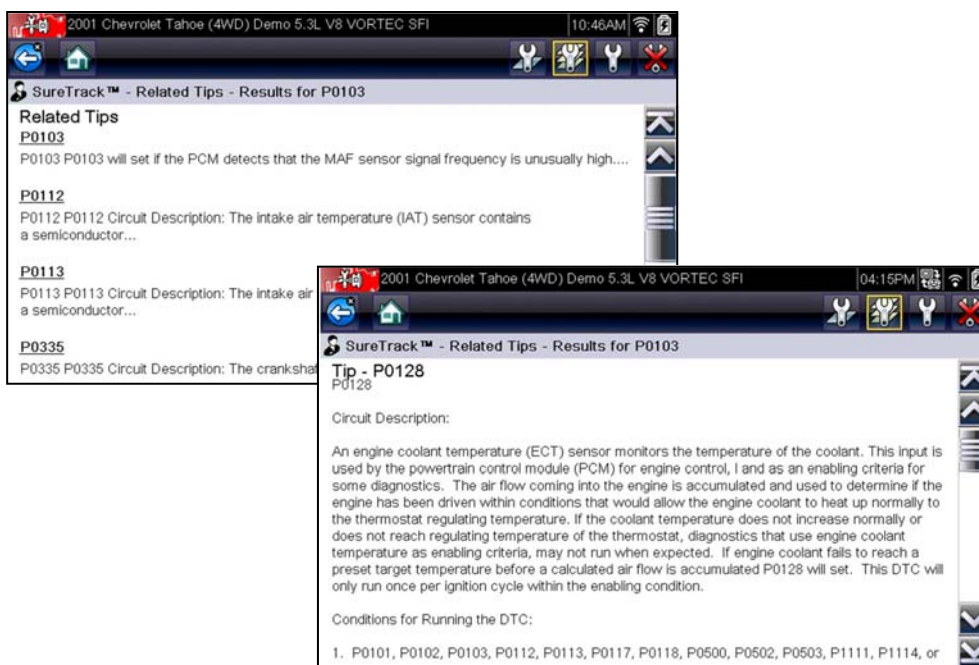 2001 Chevrolet Tahoe (4WD) Demo 5.3L V8 VORTEC SFI 10:46AM
SureTrack™ - Related Tips - Results for P0103
Related Tips
P0103
P0103 P0103 will set if the PCM detects that the MAF sensor signal frequency is unusually high....
P0112
P0112 P0112 Circuit Description: The intake air temperature (IAT) sensor contains
a semiconductor...
P0113
P0113 P0113 Circuit Description: The intake air
a semiconductor...
P0335
P0335 P0335 Circuit Description: The
2001 Chevrolet Tahoe (4WD) Demo 5.3L V8 VORTEC SFI 04:15PM
SureTrack™ - Related Tips - Results for P0103
Tip - P0128
P0128
Circuit Description:
An engine coolant temperature (ECT) sensor monitors the temperature of the coolant. This input is
used by the powertrain control module (PCM) for engine control, I and as an enabling criteria for
some diagnostics. The air flow coming into the engine is accumulated and used to determine if the
engine has been driven within conditions that would allow the engine coolant to heat up normally to
the thermostat regulating temperature. If the coolant temperature does not increase normally or
does not reach regulating temperature of the thermostat, diagnostics that use engine coolant
temperature as enabling criteria, may not run when expected. If engine coolant fails to reach a
preset target temperature before a calculated air flow is accumulated P0128 will set. This DTC will
only run once per ignition cycle within the enabling condition.
Conditions for Running the DTC:
1. P0101, P0102, P0103, P0112, P0113, P0117, P0118, P0500, P0502, P0503, P1111, P1114, or